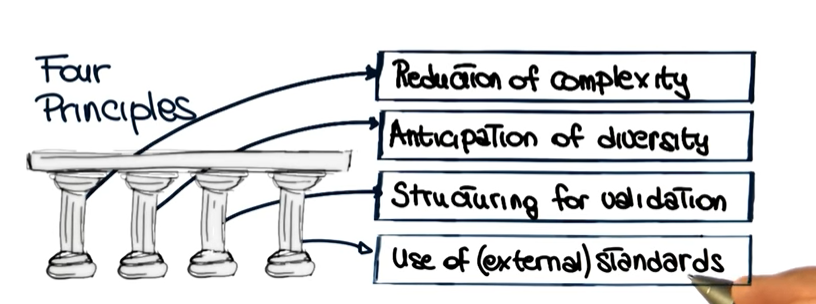 Four
Principles
Reduction of complexity
Anticipation of diversity
Structuring for validation
Use of (external) standards